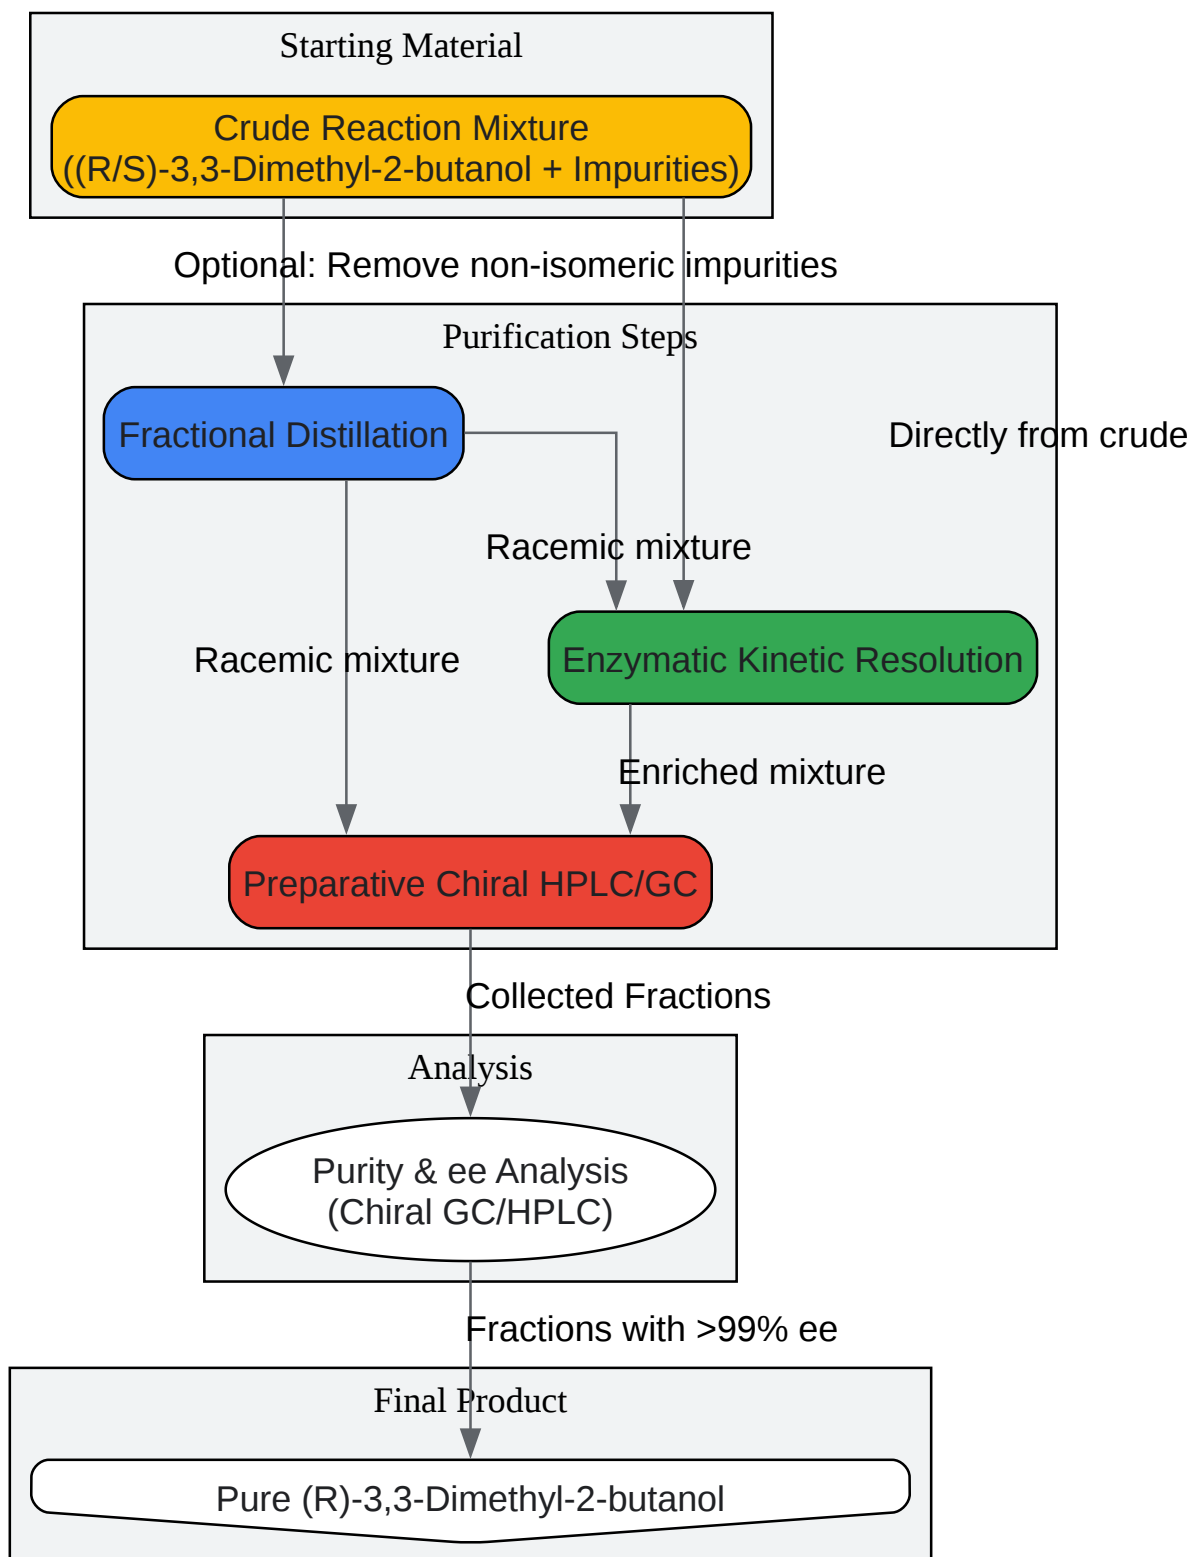 Starting Material
Crude Reaction Mixture
((R/S)-3,3-Dimethyl-2-butanol + Impurities)
Optional: Remove non-isomeric impurities
Purification Steps
Fractional Distillation
Directly from crude
Racemic mixture
Racemic mixture
Enzymatic Kinetic Resolution
Enriched mixture
Preparative Chiral HPLC/GC
Collected Fractions
Analysis
Purity & ee Analysis
(Chiral GC/HPLC)
Fractions with >99% ee
Final Product
Pure (R)-3,3-Dimethyl-2-butanol